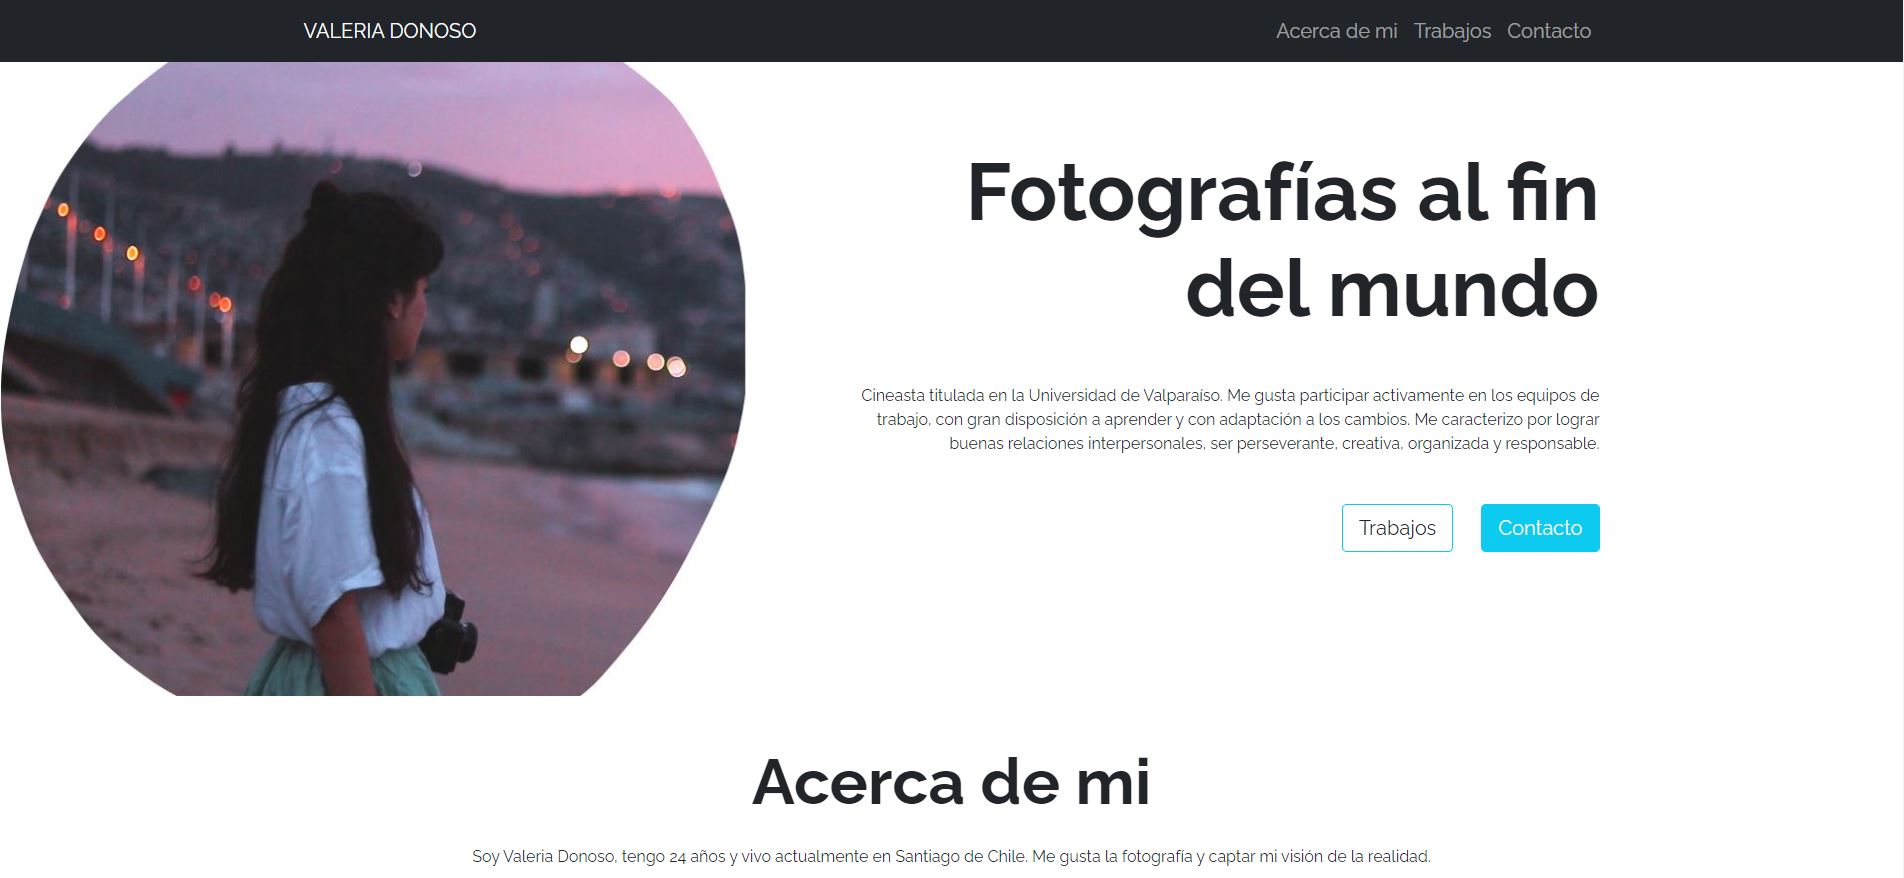 VALERIA DONOSO
Acerca de mi Trabajos Contacto
Fotografías al fin
del mundo
Cineasta titulada en la Universidad de Valparaíso. Me gusta participar activamente en los equipos de
trabajo, con gran disposición a aprender y con adaptación a los cambios. Me caracterizo por lograr
buenas relaciones interpersonales, ser perseverante, creativa, organizada y responsable.
Trabajos Contacto
Acerca de mi
Soy Valeria Donoso, tengo 24 años y vivo actualmente en Santiago de Chile. Me gusta la fotografía y captar mi visión de la realidad.